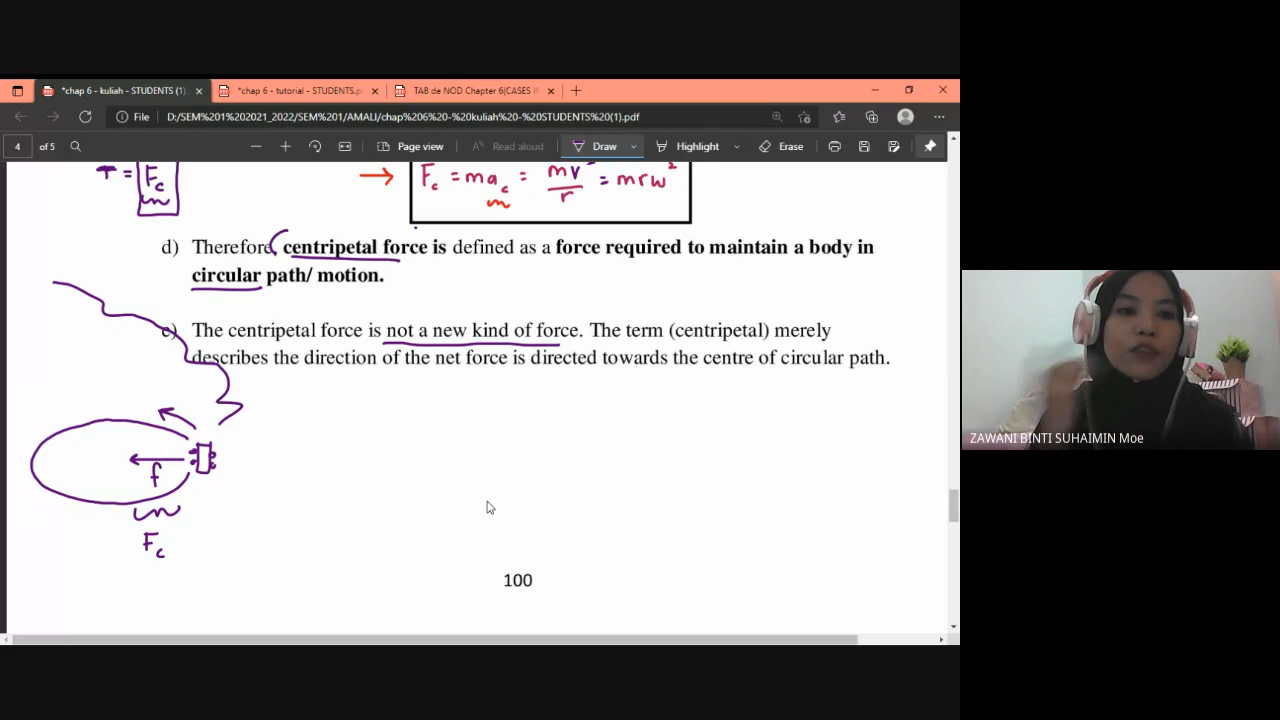 *chap 6 - kuliah - STUDENTS (1).
*chap 6 - tutorial - STUDENTS.p
TAB de NOD Chapter 6(CASES I
File
D:/SEM%201%202021_2022/SEM%201/AMALI/chap%206%20-%20kuliah%20-%20STUDENTS%20(1).pdf
4 of 5
Page view
Read aloud
Draw
Highlight
Erase
T = Fc
Fc = mac = mv²/r = mrw²
d) Therefore, centripetal force is defined as a force required to maintain a body in
circular path/ motion.
e) The centripetal force is not a new kind of force. The term (centripetal) merely
describes the direction of the net force is directed towards the centre of circular path.
f
Fc
100
ZAWANI BINTI SUHAIMIN Moe